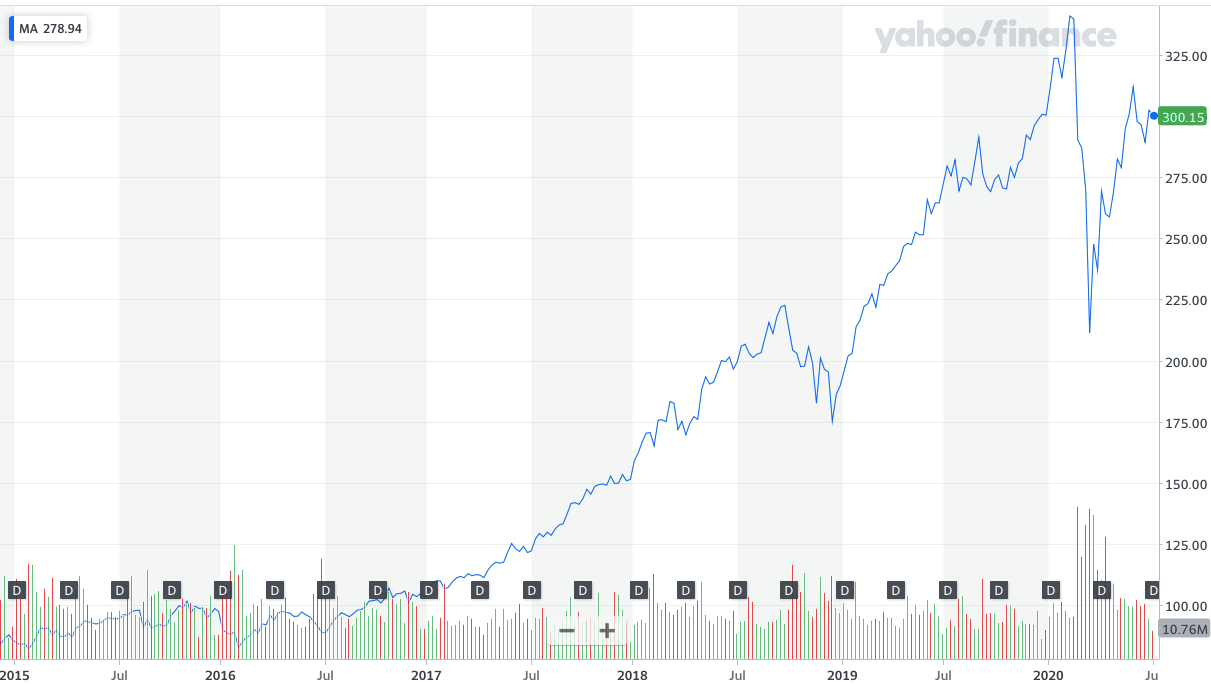 MA 278.94
yahoo!finance
325.00
300.15
275.00
250.00
225.00
200.00
175.00
150.00
125.00
100.00
10.76M
D D D D D D D D D D D D D D D D D D D D D D D
− +
2015 Jul 2016 Jul 2017 Jul 2018 Jul 2019 Jul 2020 Ju